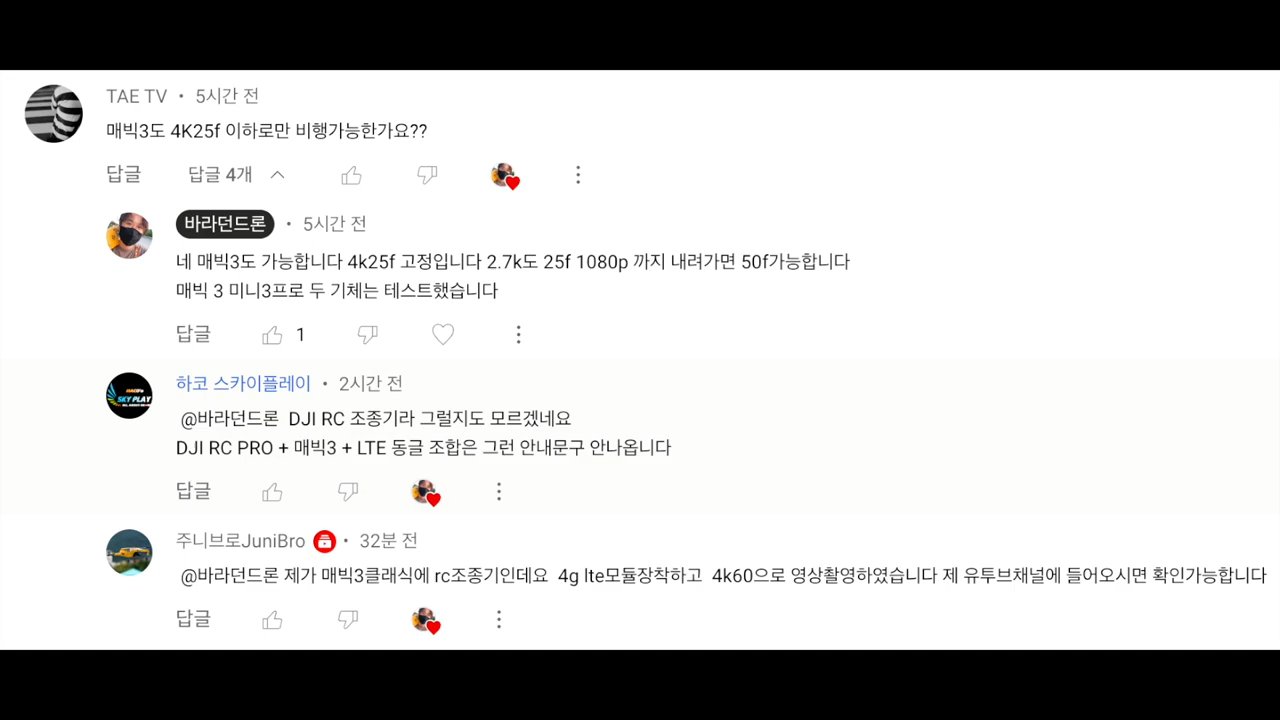 TAE TV • 5시간 전
매빅3도 4K25f 이하로만 비행가능한가요??
답글 답글 4개
바라던드론 • 5시간 전
네 매빅3도 가능합니다 4k25f 고정입니다 2.7k도 25f 1080p 까지 내려가면 50f가능합니다
매빅 3 미니3프로 두 기체는 테스트했습니다
답글 1
SKY PLAY
하코 스카이플레이 • 2시간 전
@바라던드론 DJI RC 조종기라 그럴지도 모르겠네요
DJI RC PRO + 매빅3 + LTE 동글 조합은 그런 안내문구 안나옵니다
답글
주니브로JuniBro • 32분 전
@바라던드론 제가 매빅3클래식에 rc조종기인데요 4g lte모듈장착하고 4k60으로 영상촬영하였습니다 제 유투브채널에 들어오시면 확인가능합니다
답글